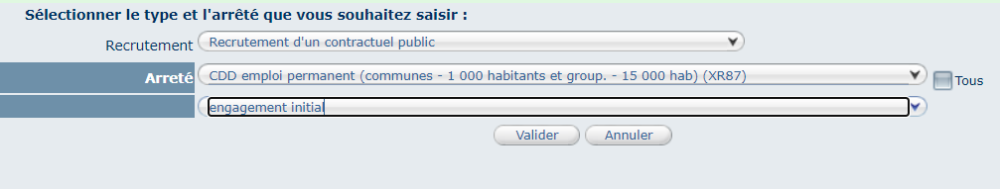 Sélectionner le type et l'arrêté que vous souhaitez saisir :
Recrutement Recrutement d'un contractuel public
Arreté CDD emploi permanent (communes - 1 000 habitants et group. - 15 000 hab) (XR87) Tous
engagement initial
Valider Annuler